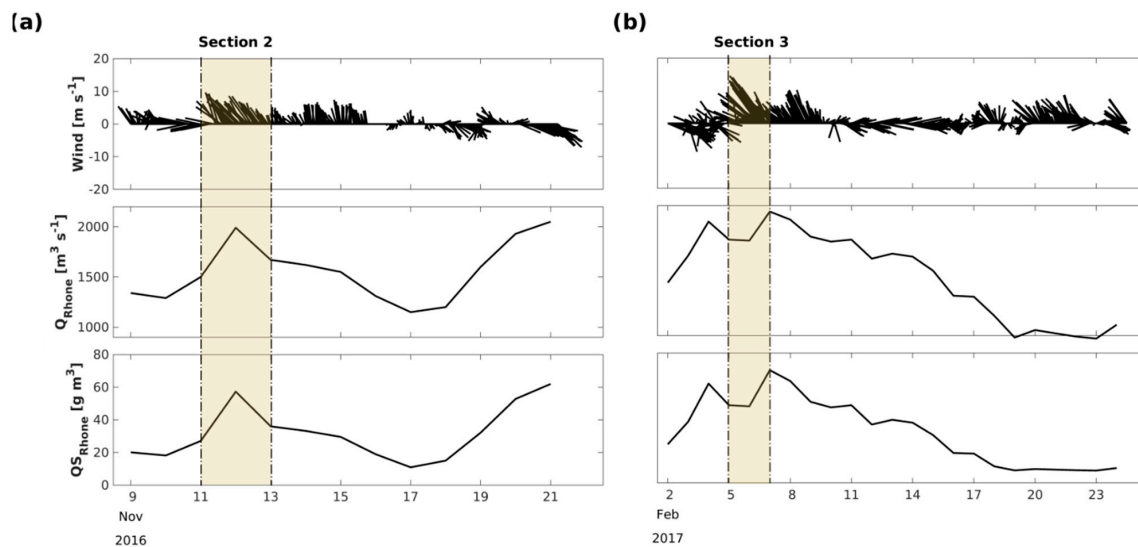 (a)
Section 2
Wind [m s⁻¹]
20
10
0
-10
-20
Q_Rhone [m³ s⁻¹]
2000
1500
1000
QS_Rhone [g m³]
80
60
40
20
0
9 11 13 15 17 19 21
Nov
2016
(b)
Section 3
2 5 8 11 14 17 20 23
Feb
2017